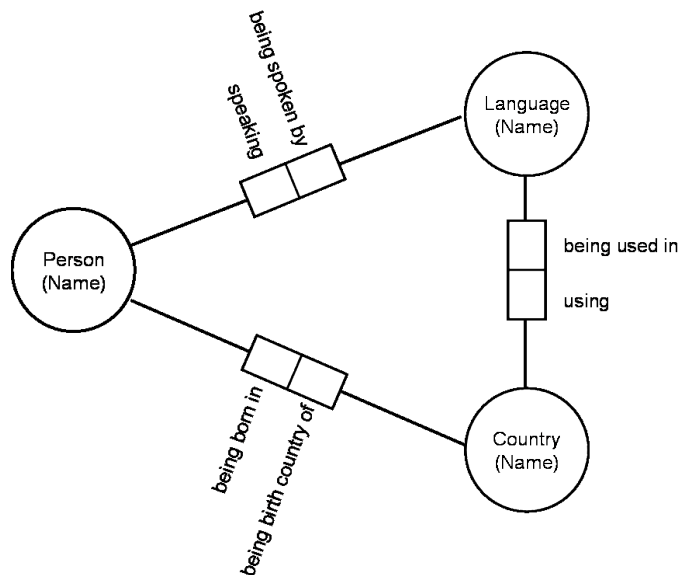 being spoken by
speaking
Language
(Name)
being used in
using
Person
(Name)
being born in
being birth country of
Country
(Name)